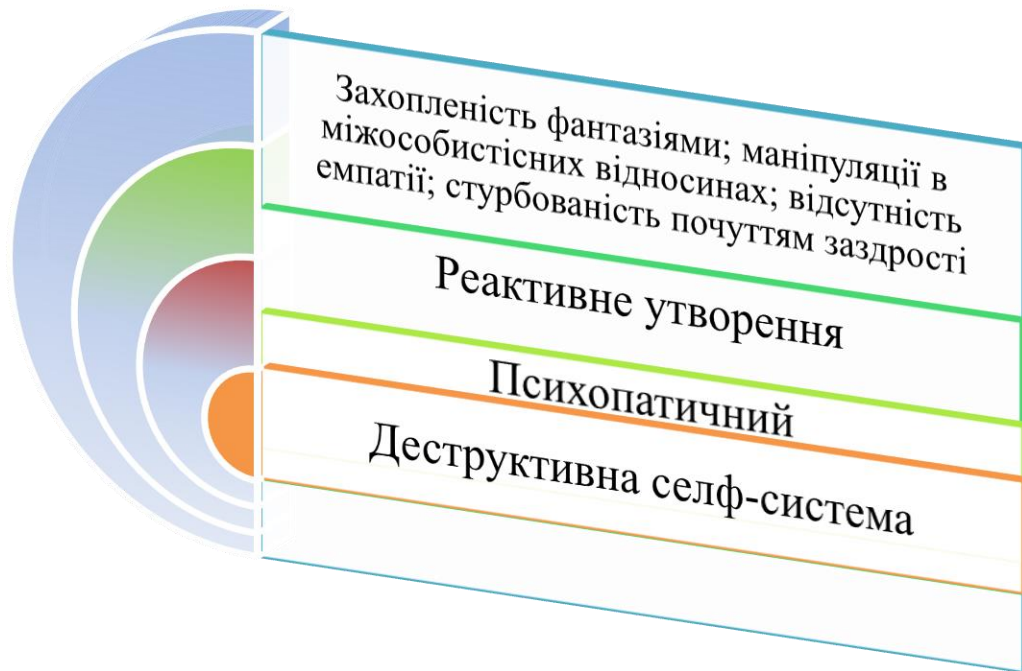 Захопленість фантазіями; маніпуляції в
міжособистісних відносинах; відсутність
емпатії; стурбованість почуттям заздрості
Реактивне утворення
Психопатичний
Деструктивна селф-система